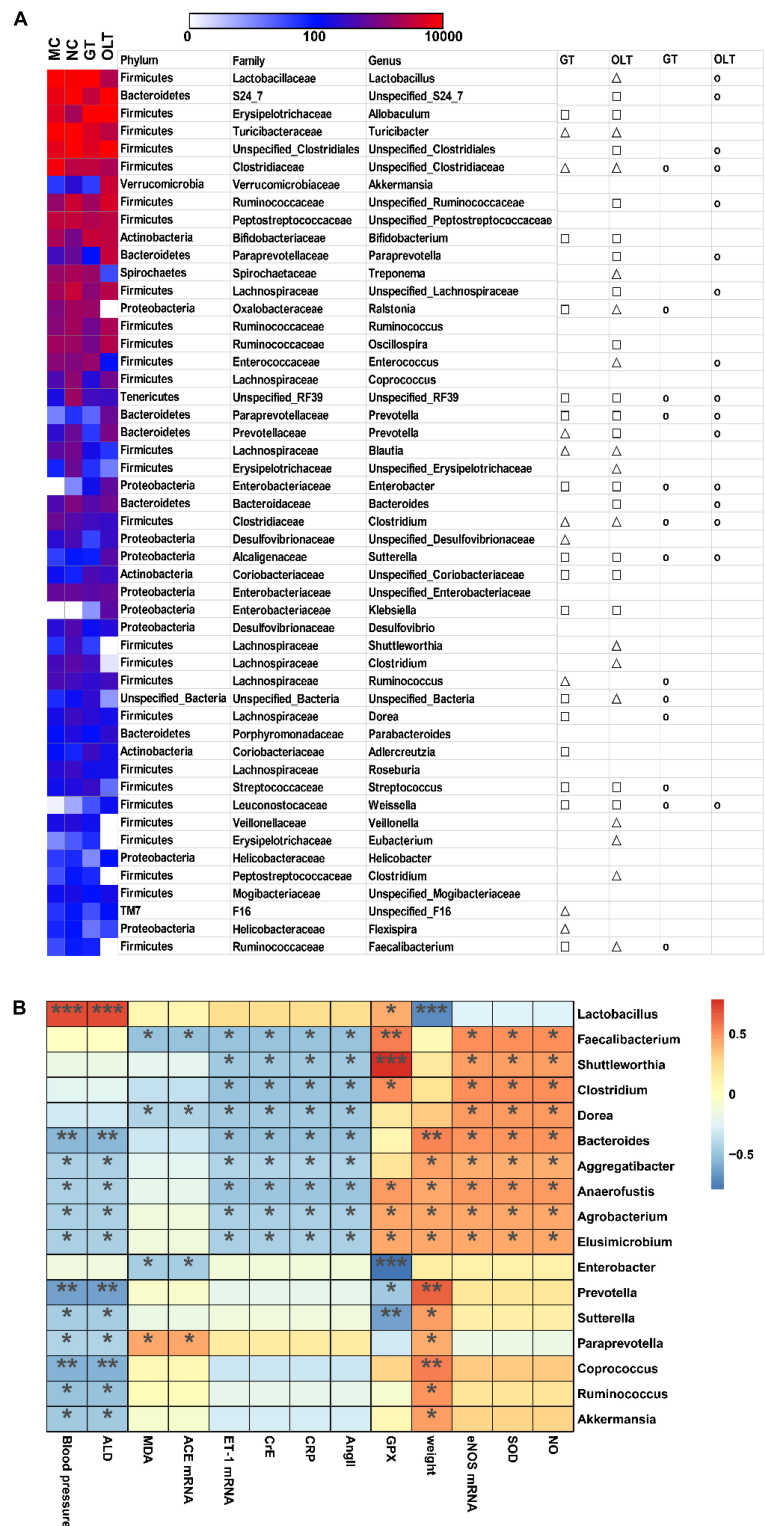 A
0 100 10000
MC NC GT OLT
Phylum Family Genus GT OLT GT OLT
Firmicutes Lactobacillaceae Lactobacillus △ o
Bacteroidetes S24_7 Unspecified_S24_7 □ o
Firmicutes Erysipelotrichaceae Allobaculum □ □
Firmicutes Turicibacteraceae Turicibacter △ △
Firmicutes Unspecified_Clostridiales Unspecified_Clostridiales □ o
Firmicutes Clostridiaceae Unspecified_Clostridiaceae △ △ o o
Verrucomicrobia Verrucomicrobiaceae Akkermansia
Firmicutes Ruminococcaceae Unspecified_Ruminococcaceae □ o
Firmicutes Peptostreptococcaceae Unspecified_Peptostreptococcaceae
Actinobacteria Bifidobacteriaceae Bifidobacterium □ □
Bacteroidetes Paraprevotellaceae Paraprevotella □ o
Spirochaetes Spirochaetaceae Treponema △
Firmicutes Lachnospiraceae Unspecified_Lachnospiraceae □ o
Proteobacteria Oxalobacteraceae Ralstonia □ △ o
Firmicutes Ruminococcaceae Ruminococcus
Firmicutes Ruminococcaceae Oscillospira □
Firmicutes Enterococcaceae Enterococcus △ o
Firmicutes Lachnospiraceae Coprococcus
Tenericutes Unspecified_RF39 Unspecified_RF39 □ □ o o
Bacteroidetes Paraprevotellaceae Prevotella □ □ o o
Bacteroidetes Prevotellaceae Prevotella △ □ o
Firmicutes Lachnospiraceae Blautia △ △
Firmicutes Erysipelotrichaceae Unspecified_Erysipelotrichaceae △
Proteobacteria Enterobacteriaceae Enterobacter □ □ o o
Bacteroidetes Bacteroidaceae Bacteroides □ o
Firmicutes Clostridiaceae Clostridium △ △ o o
Proteobacteria Desulfovibrionaceae Unspecified_Desulfovibrionaceae △
Proteobacteria Alcaligenaceae Sutterella □ □ o o
Actinobacteria Coriobacteriaceae Unspecified_Coriobacteriaceae □ □
Proteobacteria Enterobacteriaceae Unspecified_Enterobacteriaceae
Proteobacteria Enterobacteriaceae Klebsiella □ □
Proteobacteria Desulfovibrionaceae Desulfovibrio
Firmicutes Lachnospiraceae Shuttleworthia △
Firmicutes Lachnospiraceae Clostridium △
Firmicutes Lachnospiraceae Ruminococcus △ o
Unspecified_Bacteria Unspecified_Bacteria Unspecified_Bacteria □ △ o
Firmicutes Lachnospiraceae Dorea □ o
Bacteroidetes Porphyromonadaceae Parabacteroides
Actinobacteria Coriobacteriaceae Adlercreutzia □
Firmicutes Lachnospiraceae Roseburia
Firmicutes Streptococcaceae Streptococcus □ □ o
Firmicutes Leuconostocaceae Weissella □ □ o o
Firmicutes Veillonellaceae Veillonella △
Firmicutes Erysipelotrichaceae Eubacterium △
Proteobacteria Helicobacteraceae Helicobacter
Firmicutes Peptostreptococcaceae Clostridium △
Firmicutes Mogibacteriaceae Unspecified_Mogibacteriaceae
TM7 F16 Unspecified_F16 △
Proteobacteria Helicobacteraceae Flexispira △
Firmicutes Ruminococcaceae Faecalibacterium □ △ o
B
*** *** * *** Lactobacillus
* * * * * * ** * * * Faecalibacterium
* * * * *** * * * Shuttleworthia
* * * * * * * * Clostridium
* * * * * * * * * Dorea
** ** * * * * ** * * * Bacteroides
* * * * * * * * * * Aggregatibacter
* * * * * * * * * * * Anaerofustis
* * * * * * * * * * * Agrobacterium
* * * * * * * * * * * Elusimicrobium
* * *** Enterobacter
** ** * ** Prevotella
* * ** * Sutterella
* * * * * Paraprevotella
** ** ** Coprococcus
* * * Ruminococcus
* * * Akkermansia
0.5
0
−0.5
Blood pressure ALD MDA ACE mRNA ET-1 mRNA CrE CRP AngII GPX weight eNOS mRNA SOD NO